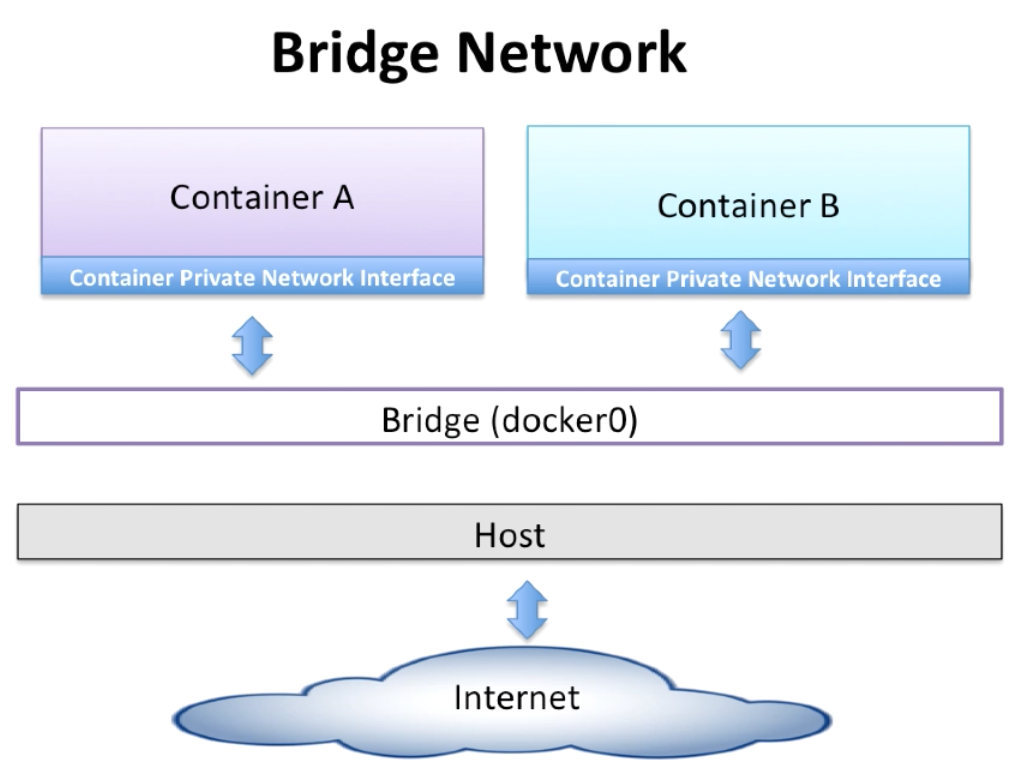 Bridge Network
Container A
Container B
Container Private Network Interface
Container Private Network Interface
Bridge (docker0)
Host
Internet